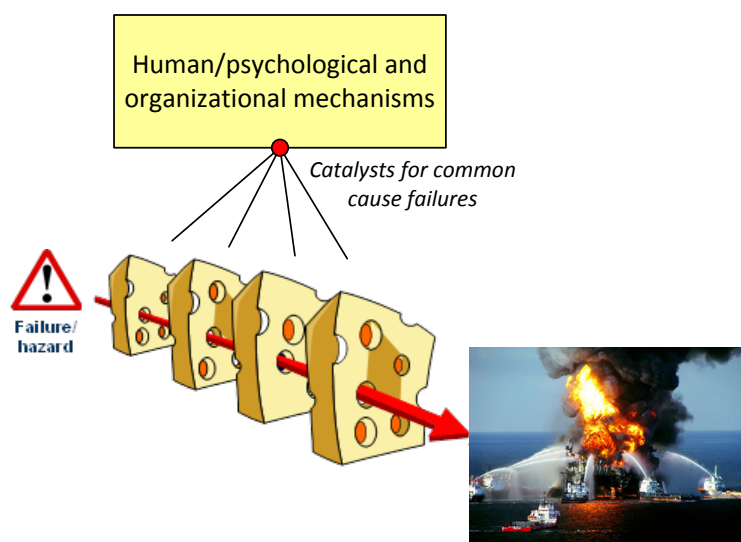 Human/psychological and
organizational mechanisms
Catalysts for common
cause failures
Failure/
hazard